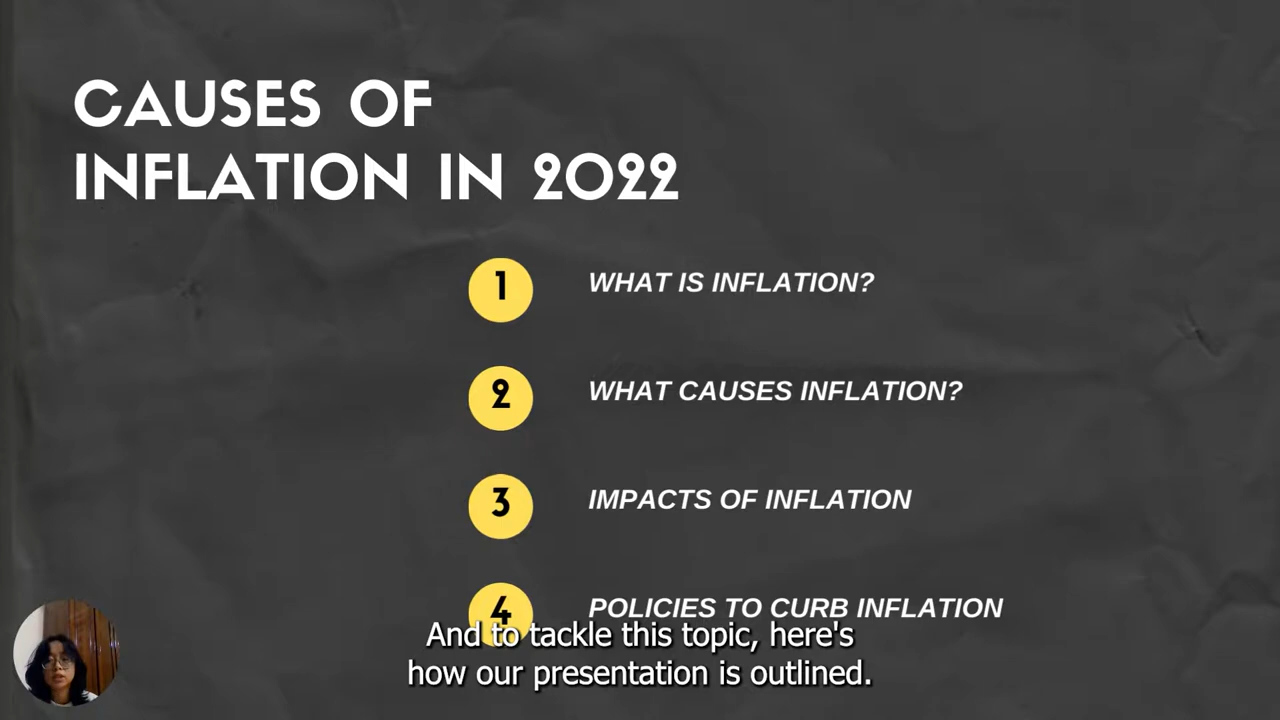 CAUSES OF
INFLATION IN 2022
1 WHAT IS INFLATION?
2 WHAT CAUSES INFLATION?
3 IMPACTS OF INFLATION
4 POLICIES TO CURB INFLATION
And to tackle this topic, here's
how our presentation is outlined.